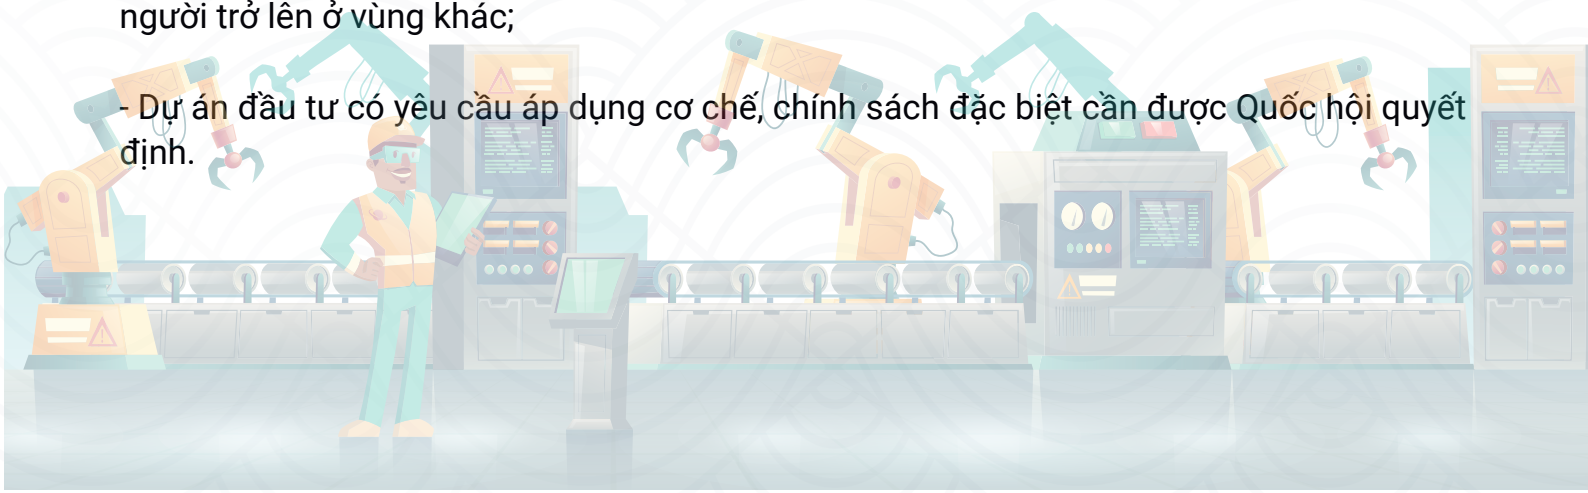 người trở lên ở vùng khác;
- Dự án đầu tư có yêu cầu áp dụng cơ chế, chính sách đặc biệt cần được Quốc hội quyết
định.